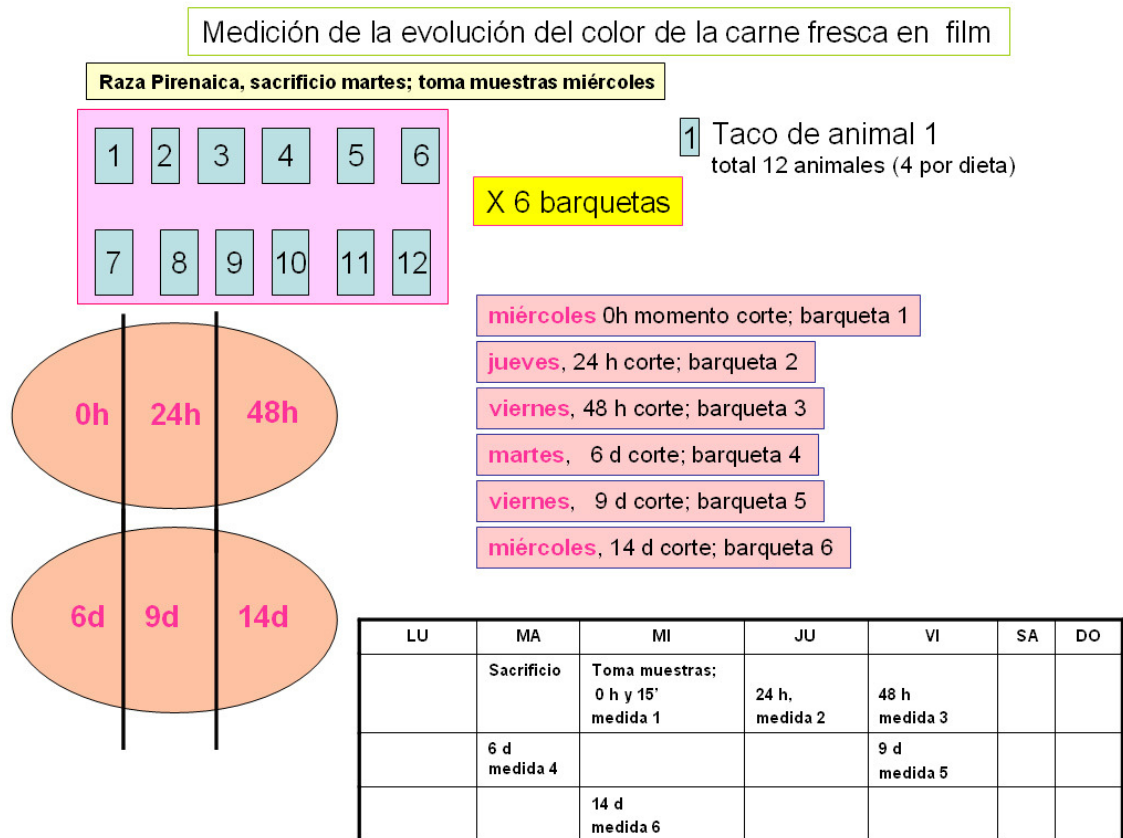 Medición de la evolución del color de la carne fresca en film
Raza Pirenaica, sacrificio martes; toma muestras miércoles
1 2 3 4 5 6
7 8 9 10 11 12
1 Taco de animal 1
total 12 animales (4 por dieta)
X 6 barquetas
miércoles 0h momento corte; barqueta 1
jueves, 24 h corte; barqueta 2
viernes, 48 h corte; barqueta 3
martes, 6 d corte; barqueta 4
viernes, 9 d corte; barqueta 5
miércoles, 14 d corte; barqueta 6
0h 24h 48h
6d 9d 14d
LU MA MI JU VI SA DO
Sacrificio Toma muestras;
0 h y 15' 24 h, 48 h
medida 1 medida 2 medida 3
6 d 9 d
medida 4 medida 5
14 d
medida 6